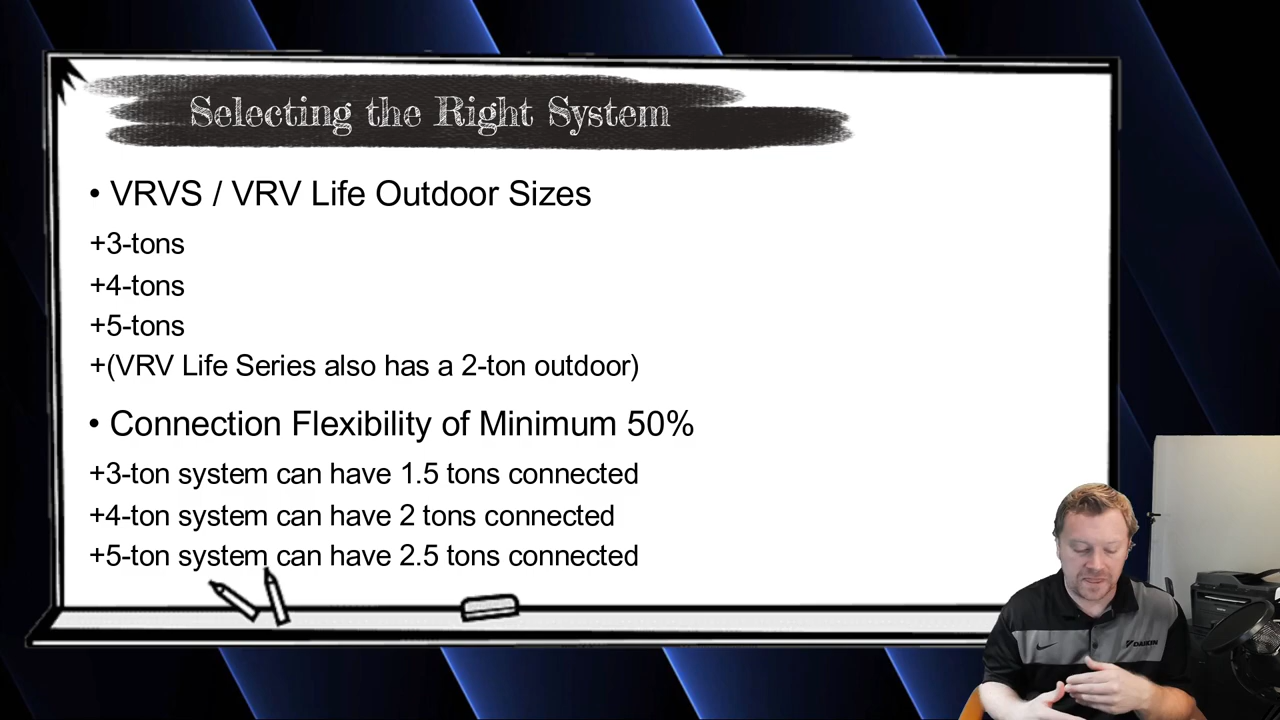 Selecting the Right System
• VRVS / VRV Life Outdoor Sizes
+3-tons
+4-tons
+5-tons
+(VRV Life Series also has a 2-ton outdoor)
• Connection Flexibility of Minimum 50%
+3-ton system can have 1.5 tons connected
+4-ton system can have 2 tons connected
+5-ton system can have 2.5 tons connected
DAIKIN